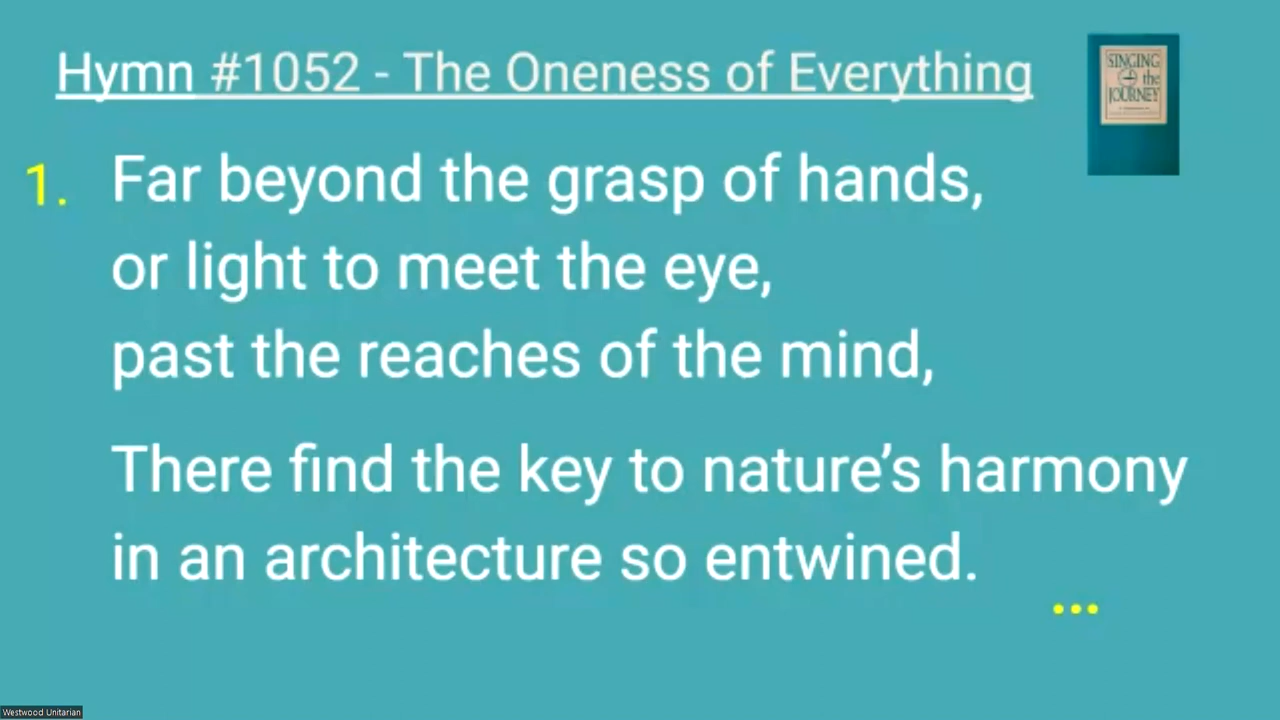 Hymn #1052 - The Oneness of Everything
SINGING
the
JOURNEY
1. Far beyond the grasp of hands,
or light to meet the eye,
past the reaches of the mind,
There find the key to nature’s harmony
in an architecture so entwined.
...
Westwood Unitarian